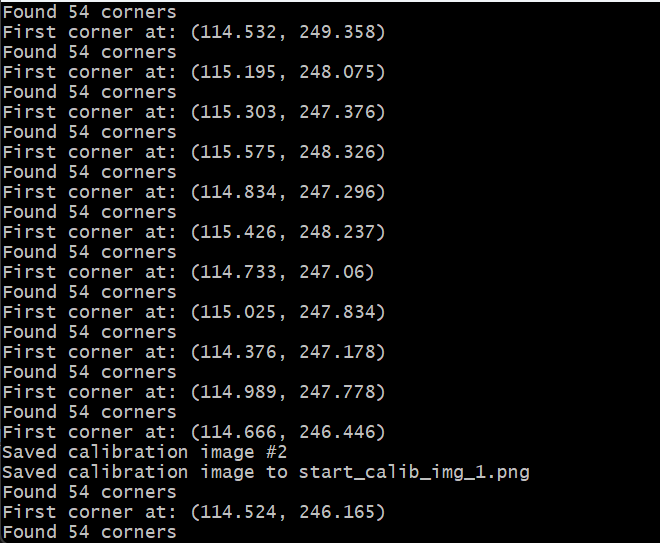 Found 54 corners
First corner at: (114.532, 249.358)
Found 54 corners
First corner at: (115.195, 248.075)
Found 54 corners
First corner at: (115.303, 247.376)
Found 54 corners
First corner at: (115.575, 248.326)
Found 54 corners
First corner at: (114.834, 247.296)
Found 54 corners
First corner at: (115.426, 248.237)
Found 54 corners
First corner at: (114.733, 247.06)
Found 54 corners
First corner at: (115.025, 247.834)
Found 54 corners
First corner at: (114.376, 247.178)
Found 54 corners
First corner at: (114.989, 247.778)
Found 54 corners
First corner at: (114.666, 246.446)
Saved calibration image #2
Saved calibration image to start_calib_img_1.png
Found 54 corners
First corner at: (114.524, 246.165)
Found 54 corners